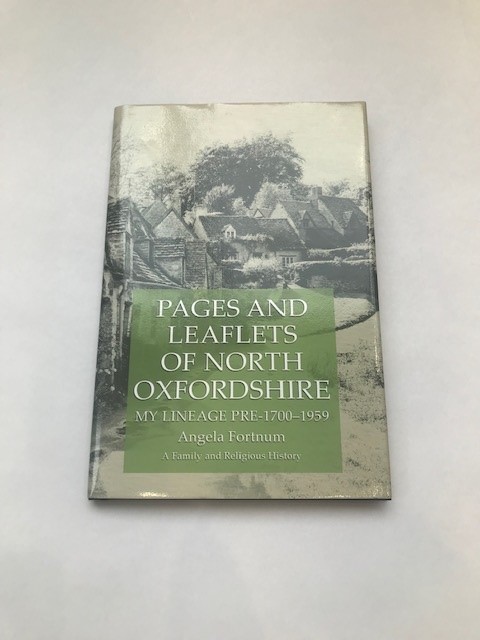 PAGES AND
LEAFLETS
OF NORTH
OXFORDSHIRE
MY LINEAGE PRE-1700–1959
Angela Fortnum
A Family and Religious History